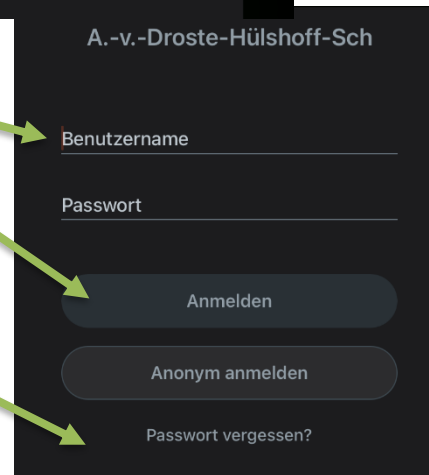 A.-v.-Droste-Hülshoff-Sch
Benutzername
Passwort
Anmelden
Anonym anmelden
Passwort vergessen?